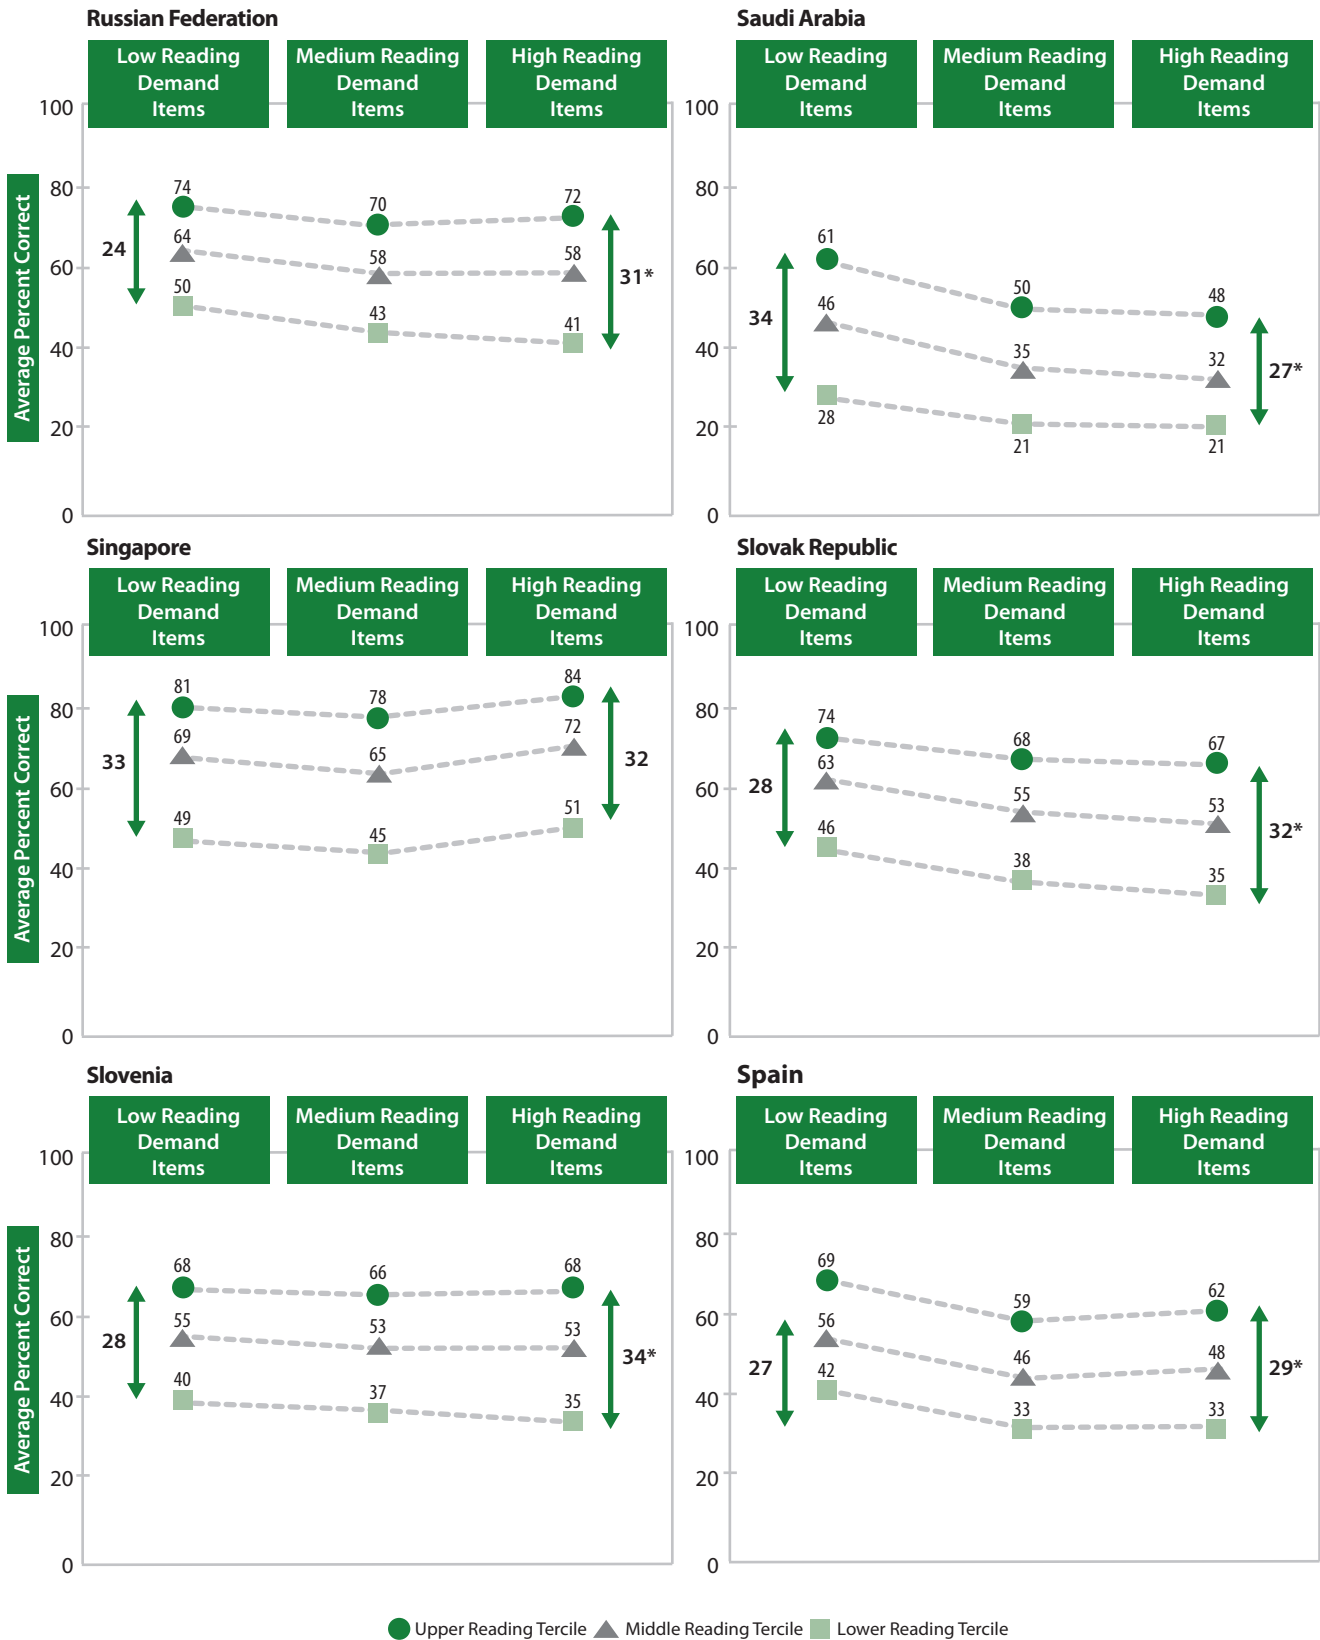 Russian Federation
Low Reading
Demand
Items
Medium Reading
Demand
Items
High Reading
Demand
Items
100
80
60
40
20
0
Average Percent Correct
74
70
72
64
58
58
50
43
41
24
31*
Saudi Arabia
Low Reading
Demand
Items
Medium Reading
Demand
Items
High Reading
Demand
Items
100
80
60
40
20
0
61
50
48
46
35
32
28
21
21
34
27*
Singapore
Low Reading
Demand
Items
Medium Reading
Demand
Items
High Reading
Demand
Items
100
80
60
40
20
0
Average Percent Correct
81
78
84
69
65
72
49
45
51
33
32
Slovak Republic
Low Reading
Demand
Items
Medium Reading
Demand
Items
High Reading
Demand
Items
100
80
60
40
20
0
74
68
67
63
55
53
46
38
35
28
32*
Slovenia
Low Reading
Demand
Items
Medium Reading
Demand
Items
High Reading
Demand
Items
100
80
60
40
20
0
Average Percent Correct
68
66
68
55
53
53
40
37
35
28
34*
Spain
Low Reading
Demand
Items
Medium Reading
Demand
Items
High Reading
Demand
Items
100
80
60
40
20
0
69
59
62
56
46
48
42
33
33
27
29*
Upper Reading Tercile Middle Reading Tercile Lower Reading Tercile